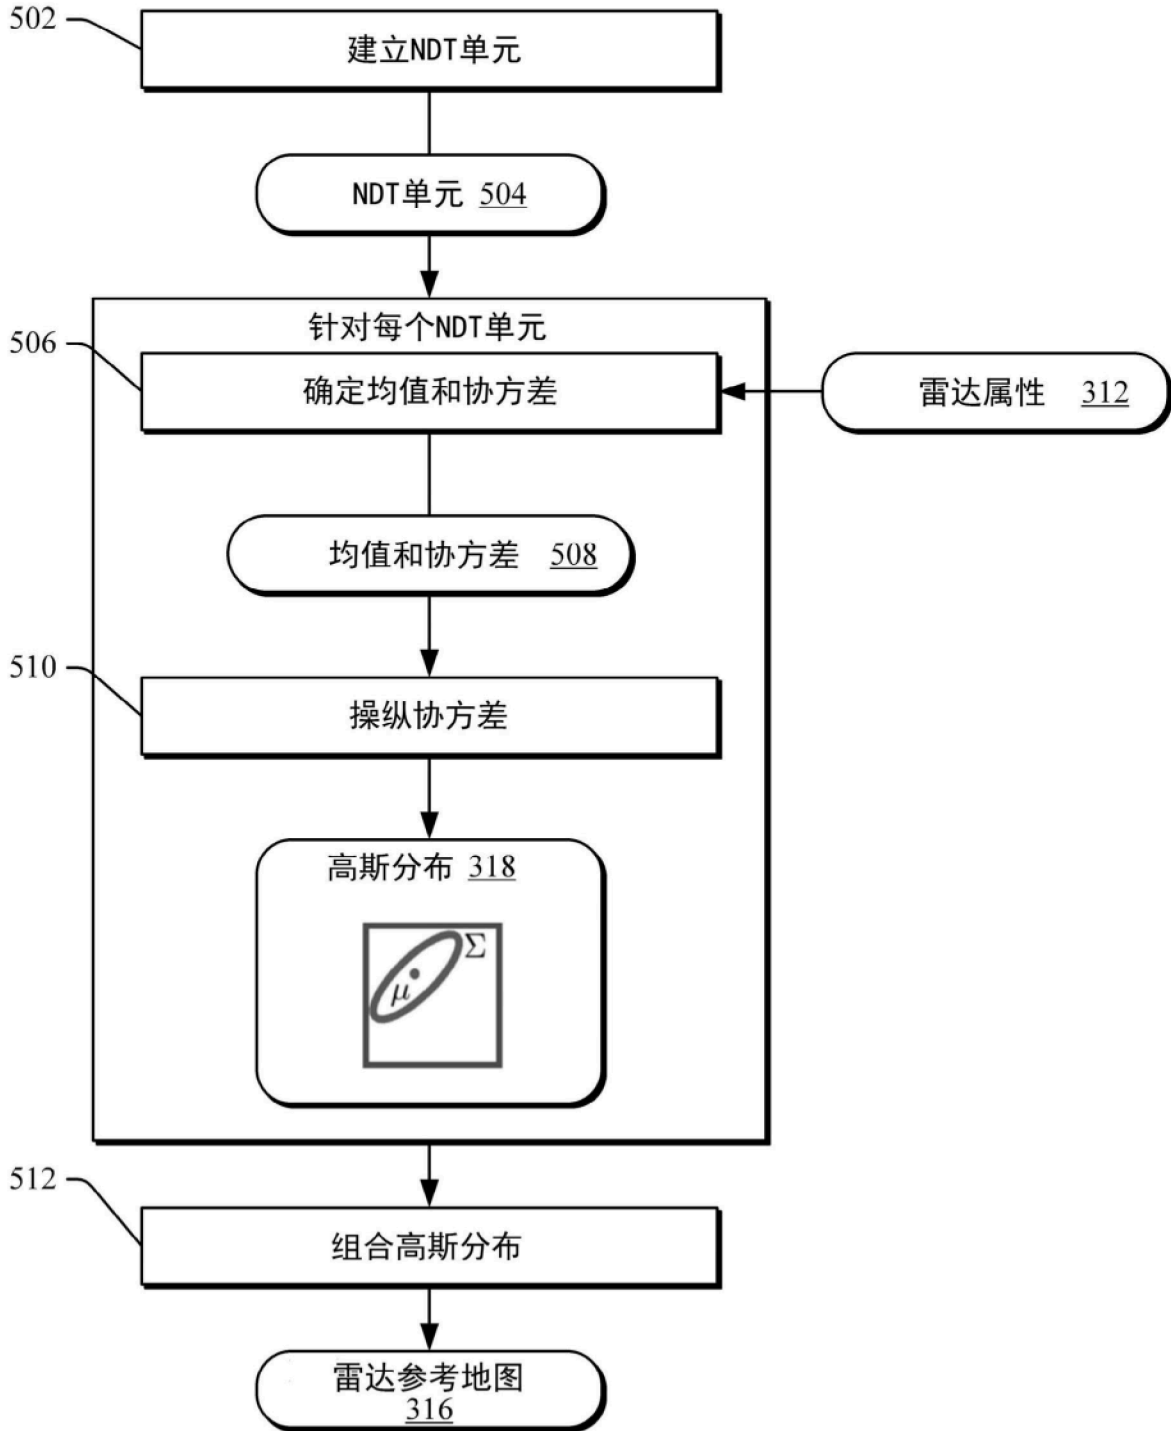 502
建立NDT单元
NDT单元 504
针对每个NDT单元
506
确定均值和协方差
雷达属性 312
均值和协方差 508
510
操纵协方差
高斯分布 318
Σ
μ
512
组合高斯分布
雷达参考地图
316